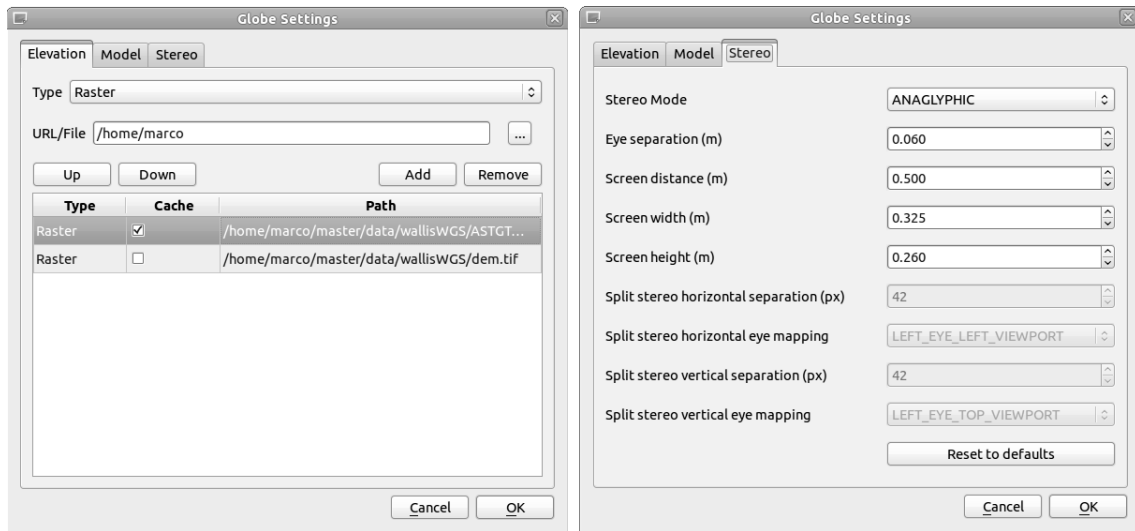 Globe Settings
Elevation Model Stereo
Type Raster
URL/File /home/marco ...
Up Down Add Remove
Type Cache Path
Raster /home/marco/master/data/wallisWGS/ASTGT...
Raster /home/marco/master/data/wallisWGS/dem.tif
Cancel OK
Globe Settings
Elevation Model Stereo
Stereo Mode ANAGLYPHIC
Eye separation (m) 0.060
Screen distance (m) 0.500
Screen width (m) 0.325
Screen height (m) 0.260
Split stereo horizontal separation (px) 42
Split stereo horizontal eye mapping LEFT_EYE_LEFT_VIEWPORT
Split stereo vertical separation (px) 42
Split stereo vertical eye mapping LEFT_EYE_TOP_VIEWPORT
Reset to defaults
Cancel OK